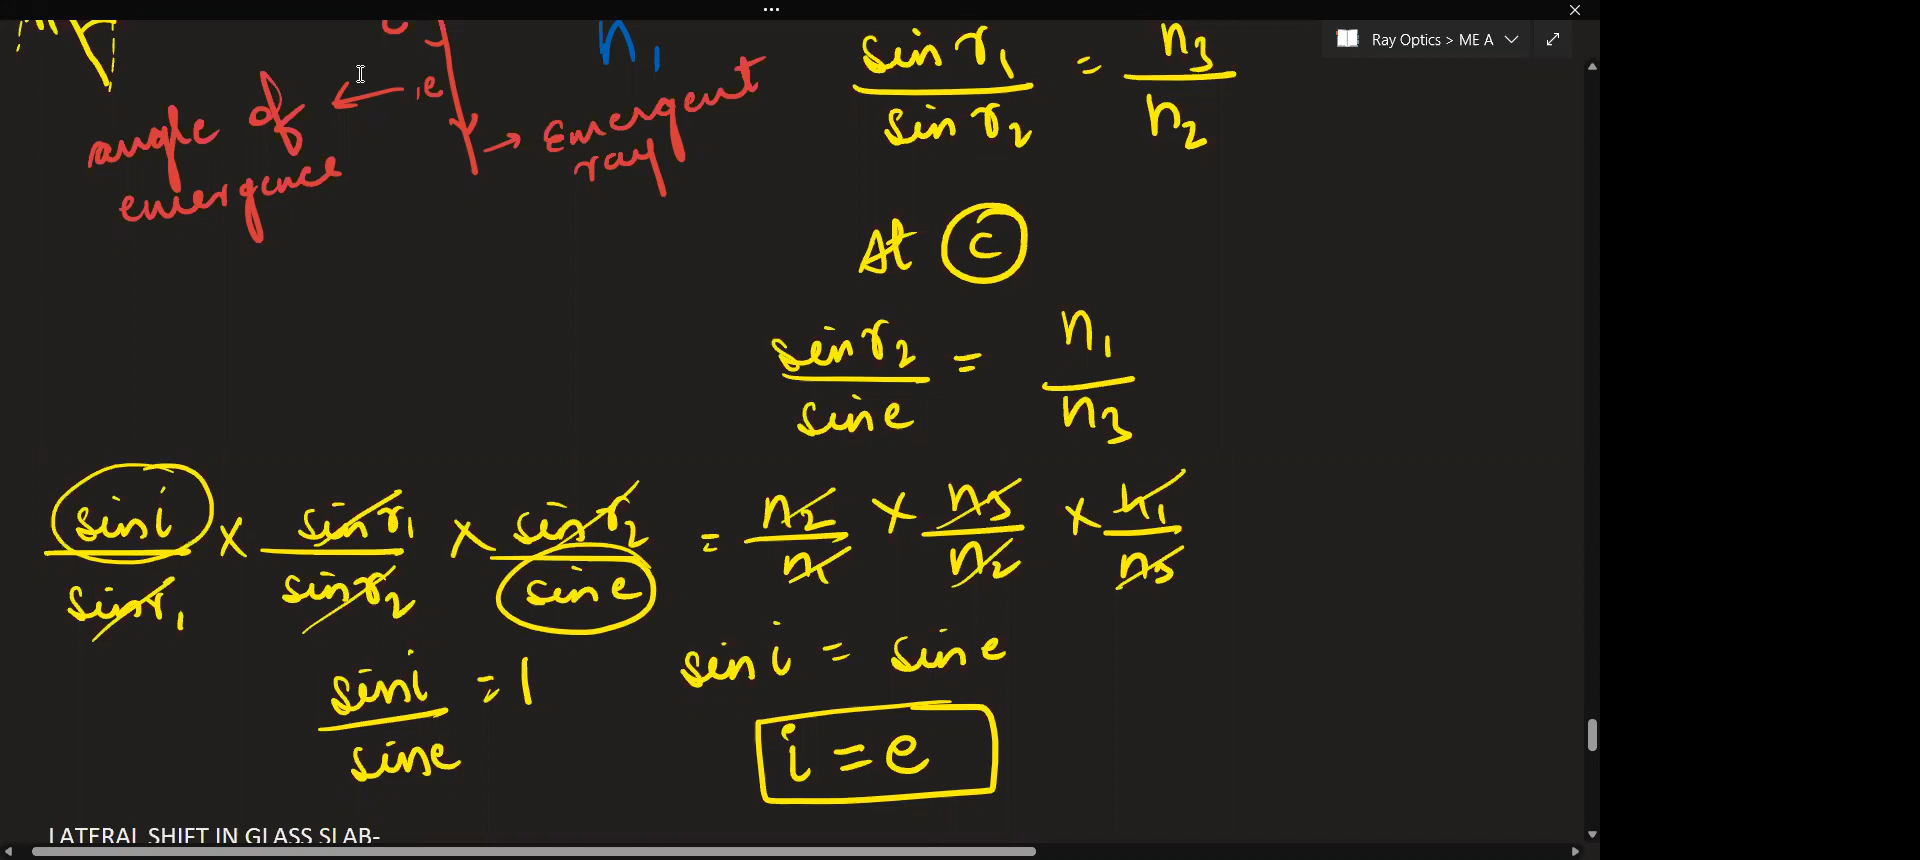 Ray Optics > ME A
n1
sin r1 / sin r2 = n3 / n2
e
angle of emergence
→ Emergent ray
At C
sin r2 / sin e = n1 / n3
sin i / sin r1 × sin r1 / sin r2 × sin r2 / sin e = n2 / n1 × n3 / n2 × n1 / n3
sin i / sin e = 1
sin i = sin e
i = e
LATERAL SHIFT IN GLASS SLAB-